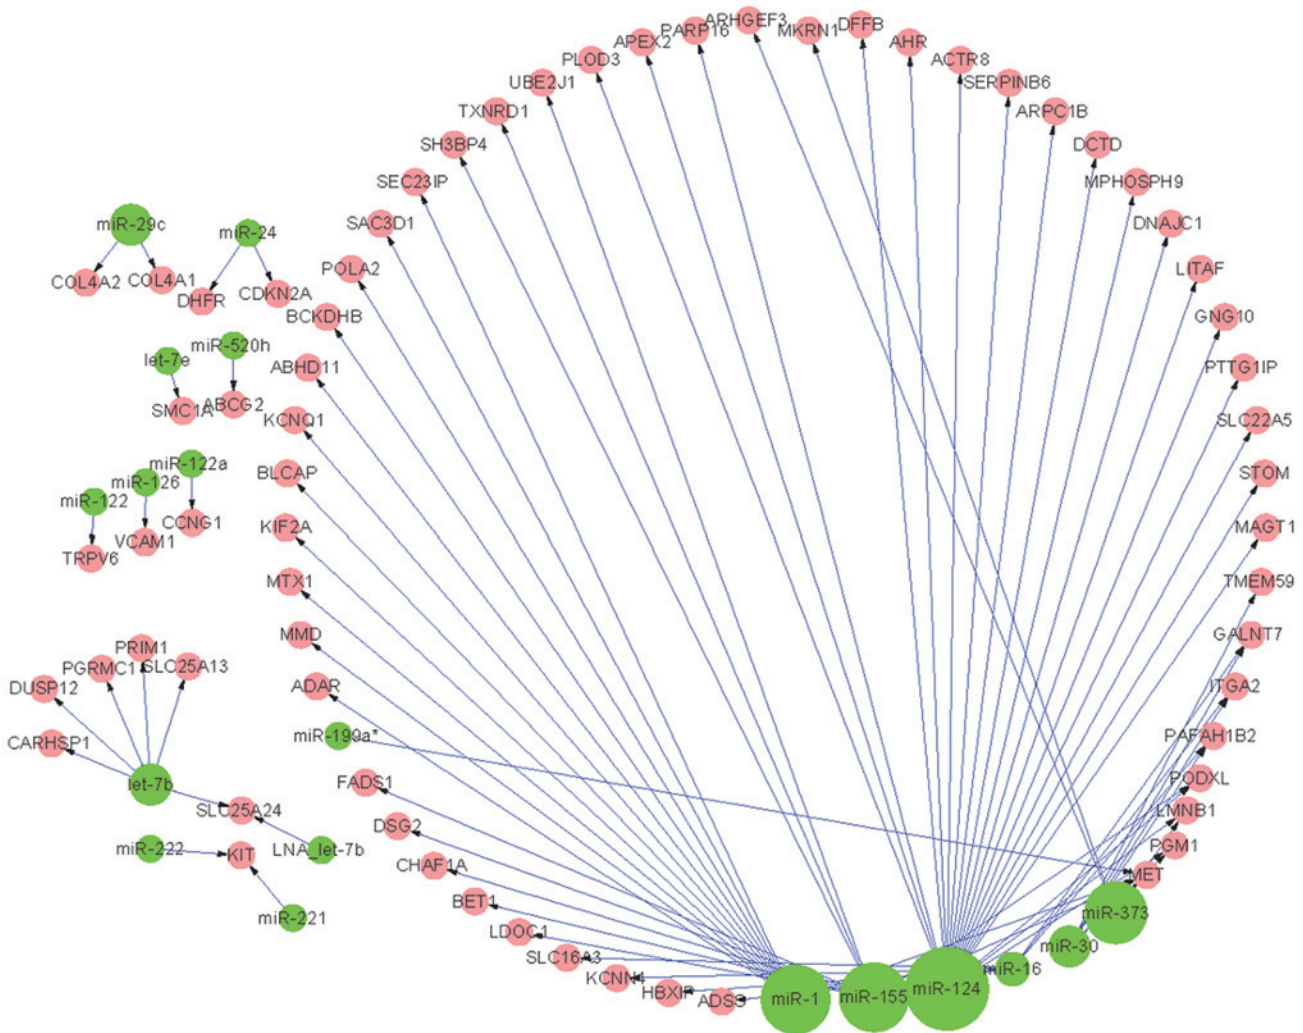 ARHGEF3
MKRN1
DFFB
PARP16
APEX2
AHR
PLOD3
ACTR8
UBE2J1
SERPINB6
TXNRD1
ARPC1B
SH3BP4
DCTD
SEC23IP
MPHOSPH9
SAC3D1
DNAJC1
miR-29c
miR-24
POLA2
LITAF
COL4A2
COL4A1
DHFR
CDKN2A
BCKDHB
GNG10
miR-520h
let-7e
ABHD11
PTTG1IP
SMC1A
ABCG2
KCNQ1
SLC22A5
miR-122a
miR-126
miR-122
BLCAP
STOM
CCNG1
VCAM1
TRPV6
KIF2A
MAGT1
MTX1
TMEM59
PRIM1
PGRMC1
SLC25A13
DUSP12
MMD
GALNT7
ADAR
ITGA2
CARHSP1
miR-199a*
PAFAH1B2
let-7b
FADS1
PODXL
SLC25A24
DSG2
LMNB1
miR-222
KIT
LNA_let-7b
CHAF1A
PGM1
MET
miR-221
BET1
miR-373
LDOC1
miR-30
SLC16A3
KCNN4
miR-16
HBXIP
ADSS
miR-1
miR-155
miR-124